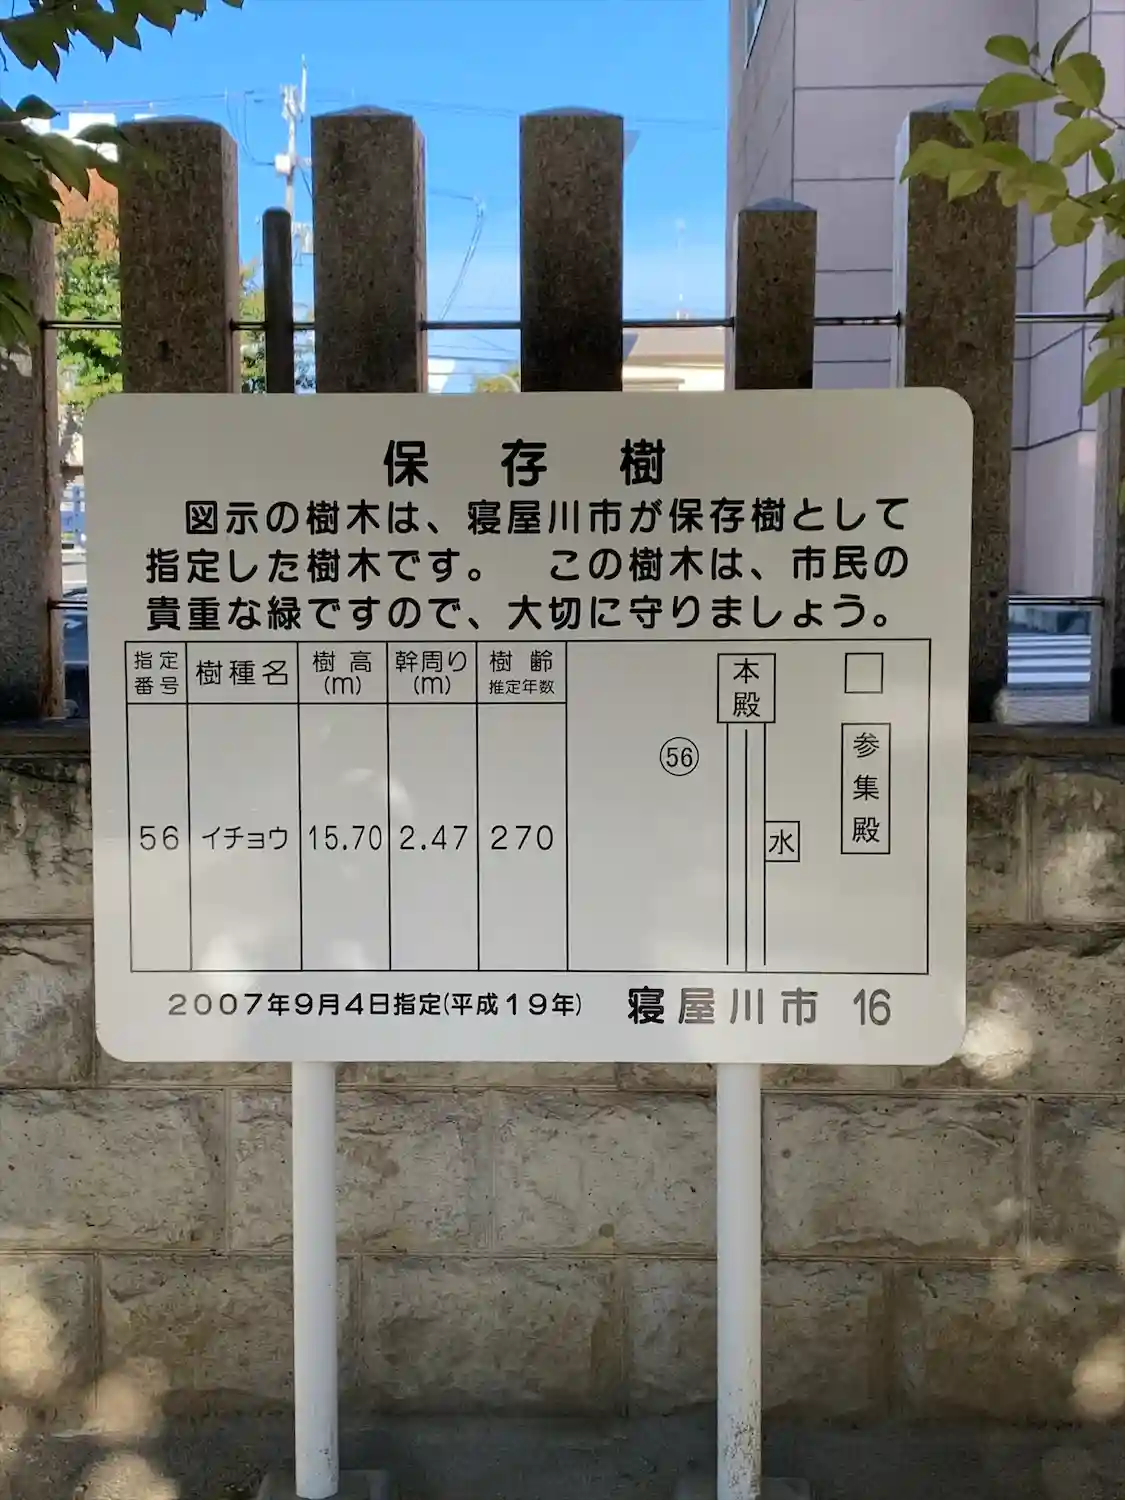 保存樹
図示の樹木は、寝屋川市が保存樹として
指定した樹木です。 この樹木は、市民の
貴重な緑ですので、大切に守りましょう。
指定番号 樹種名 樹高(m) 幹周り(m) 樹齢推定年数
56 イチョウ 15.70 2.47 270
本殿
56
水
参集殿
2007年9月4日指定(平成19年) 寝屋川市 16